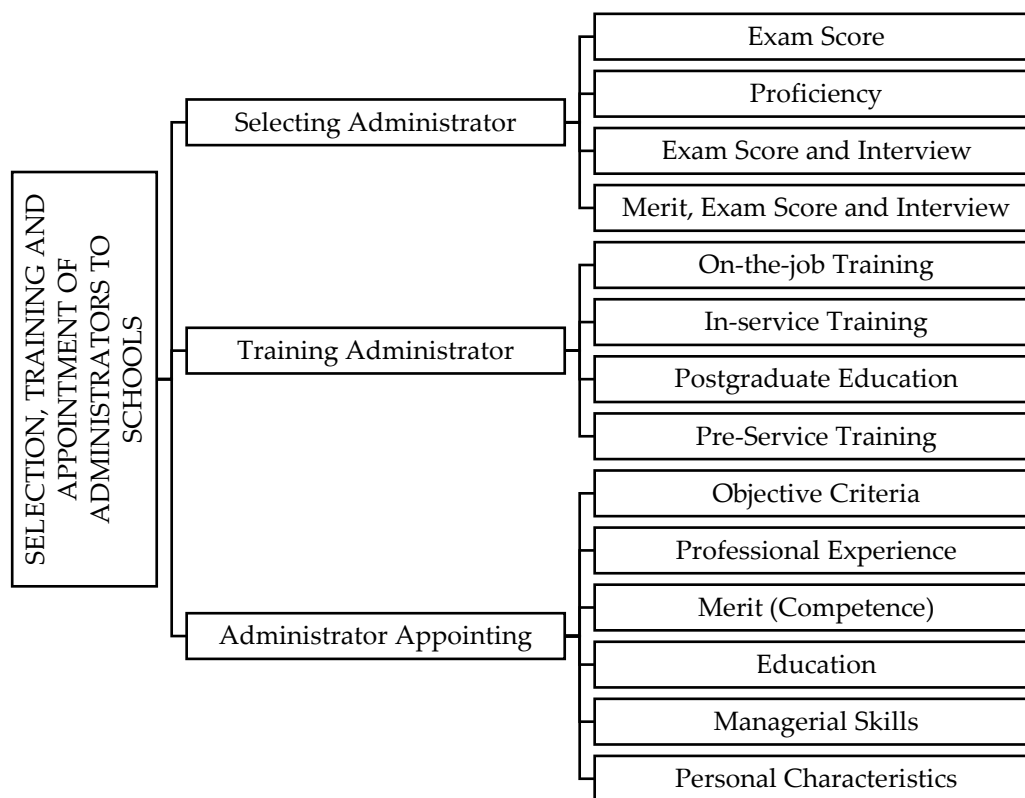 SELECTION, TRAINING AND
APPOINTMENT OF
ADMINISTRATORS TO
SCHOOLS
Selecting Administrator
Exam Score
Proficiency
Exam Score and Interview
Merit, Exam Score and Interview
Training Administrator
On-the-job Training
In-service Training
Postgraduate Education
Pre-Service Training
Administrator Appointing
Objective Criteria
Professional Experience
Merit (Competence)
Education
Managerial Skills
Personal Characteristics